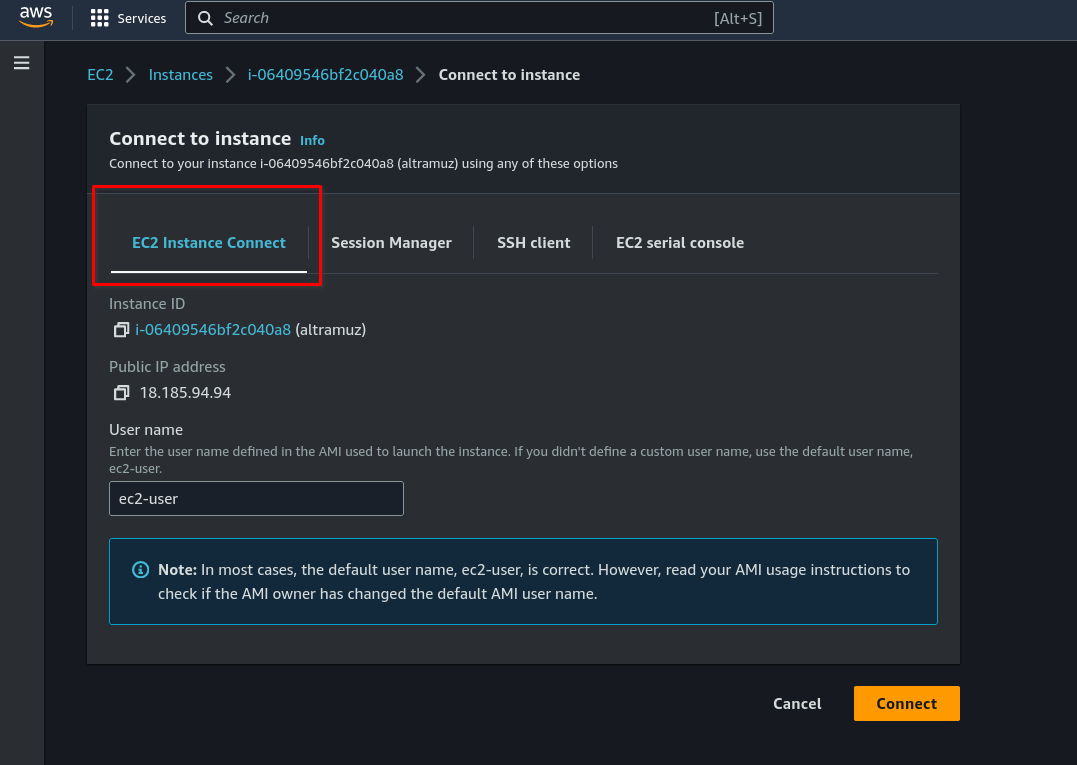 aws
Services
Search
[Alt+S]
EC2
Instances
i-06409546bf2c040a8
Connect to instance
Connect to instance Info
Connect to your instance i-06409546bf2c040a8 (altramuz) using any of these options
EC2 Instance Connect
Session Manager
SSH client
EC2 serial console
Instance ID
i-06409546bf2c040a8 (altramuz)
Public IP address
18.185.94.94
User name
Enter the user name defined in the AMI used to launch the instance. If you didn't define a custom user name, use the default user name,
ec2-user.
ec2-user
Note: In most cases, the default user name, ec2-user, is correct. However, read your AMI usage instructions to
check if the AMI owner has changed the default AMI user name.
Cancel
Connect